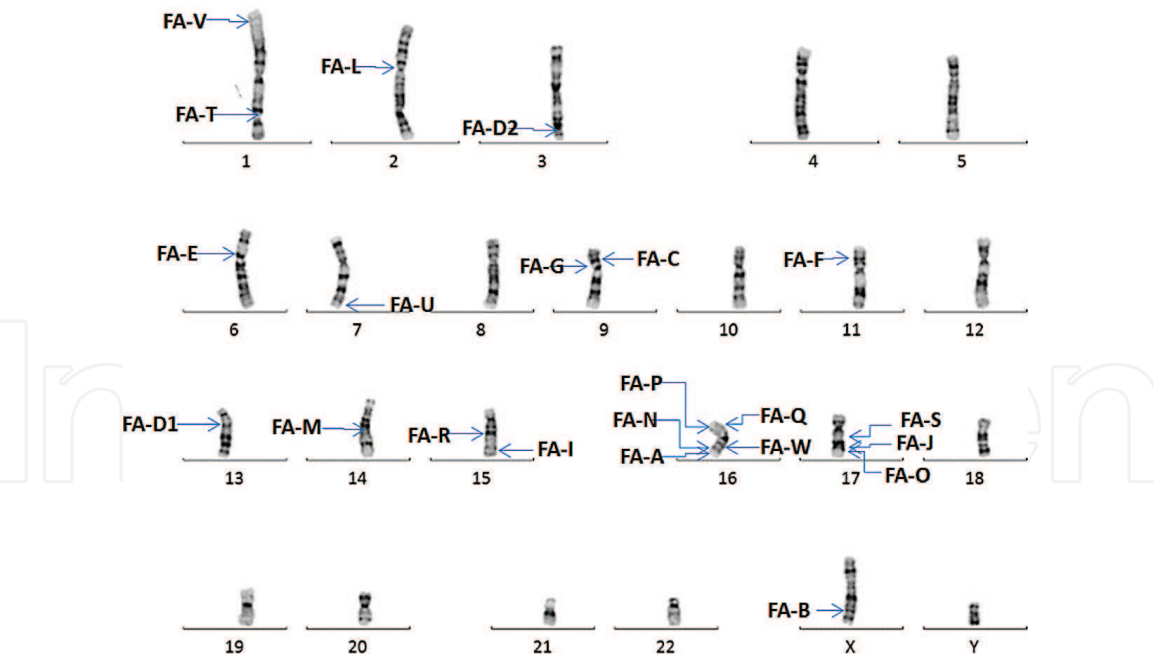 FA-V
FA-L
FA-T
FA-D2
1 2 3 4 5
FA-E
FA-G FA-C FA-F
FA-U
6 7 8 9 10 11 12
FA-P
FA-D1 FA-M FA-N FA-Q FA-S
FA-R FA-I FA-A FA-W FA-J
FA-O
13 14 15 16 17 18
FA-B
19 20 21 22 X Y